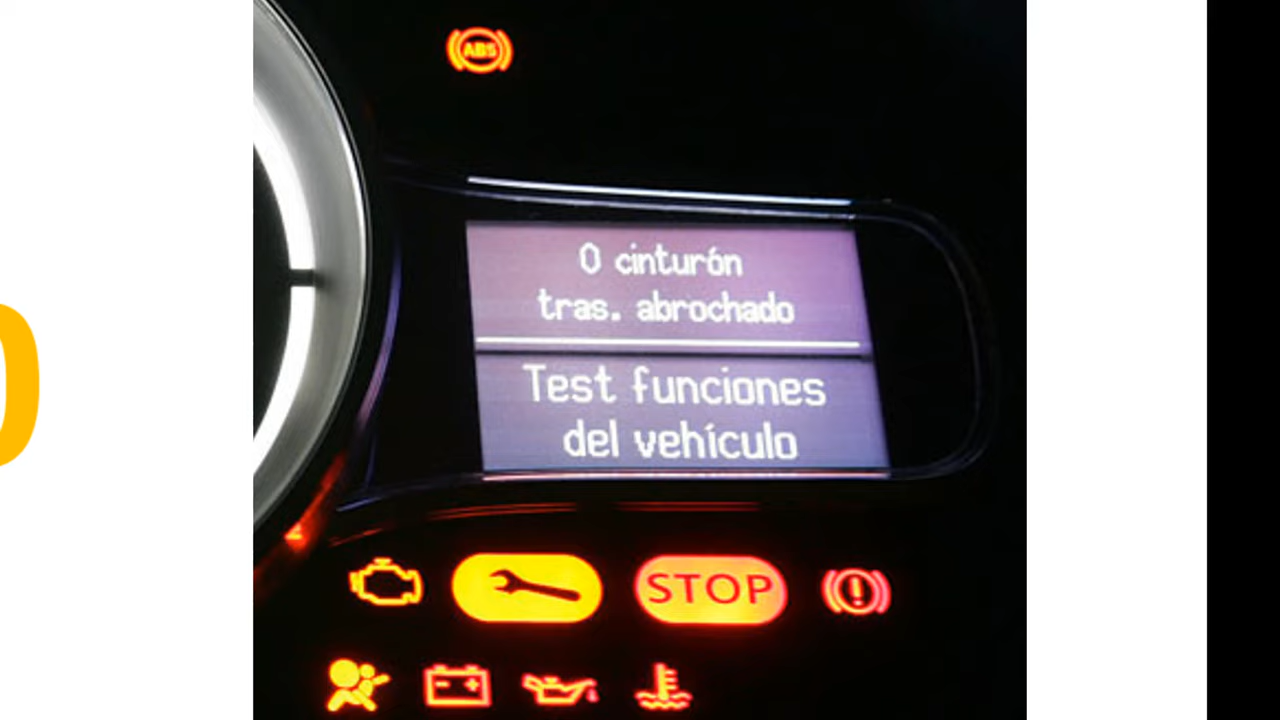 ABS
0 cinturón
tras. abrochado
Test funciones
del vehículo
STOP